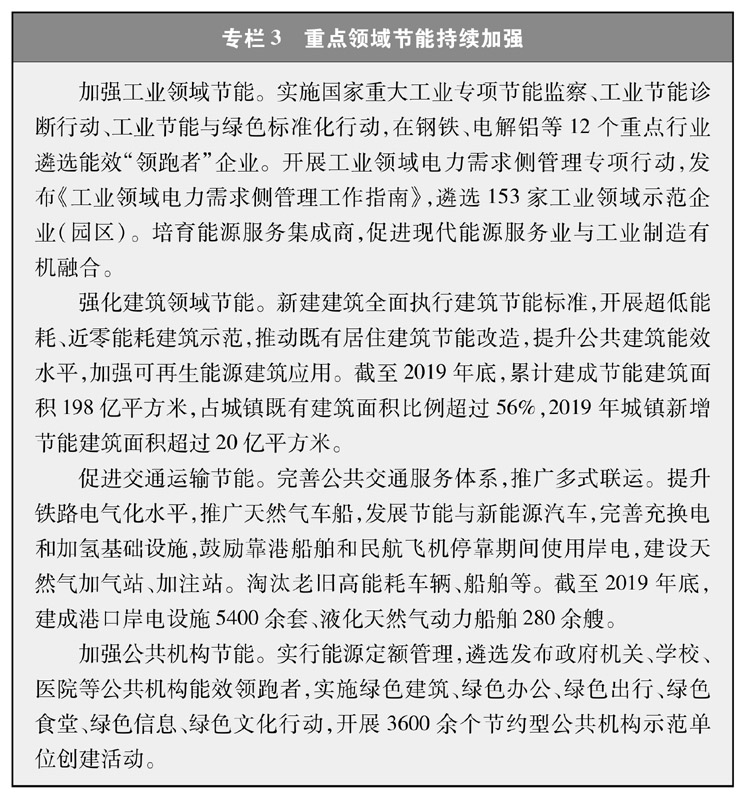 专栏 3　重点领域节能持续加强
加强工业领域节能。实施国家重大工业专项节能监察、工业节能诊
断行动、工业节能与绿色标准化行动，在钢铁、电解铝等 12 个重点行业
遴选能效“领跑者”企业。开展工业领域电力需求侧管理专项行动，发
布《工业领域电力需求侧管理工作指南》，遴选 153 家工业领域示范企
业（园区）。培育能源服务集成商，促进现代能源服务业与工业制造有
机融合。
强化建筑领域节能。新建建筑全面执行建筑节能标准，开展超低能
耗、近零能耗建筑示范，推动既有居住建筑节能改造，提升公共建筑能效
水平，加强可再生能源建筑应用。截至 2019 年底，累计建成节能建筑面
积 198 亿平方米，占城镇既有建筑面积比例超过 56%，2019 年城镇新增
节能建筑面积超过 20 亿平方米。
促进交通运输节能。完善公共交通服务体系，推广多式联运。提升
铁路电气化水平，推广天然气车船，发展节能与新能源汽车，完善充换电
和加氢基础设施，鼓励靠港船舶和民航飞机停靠期间使用岸电，建设天
然气加气站、加注站。淘汰老旧高能耗车辆、船舶等。截至 2019 年底，
建成港口岸电设施 5400 余套、液化天然气动力船舶 280 余艘。
加强公共机构节能。实行能源定额管理，遴选发布政府机关、学校、
医院等公共机构能效领跑者，实施绿色建筑、绿色办公、绿色出行、绿色
食堂、绿色信息、绿色文化行动，开展 3600 余个节约型公共机构示范单
位创建活动。